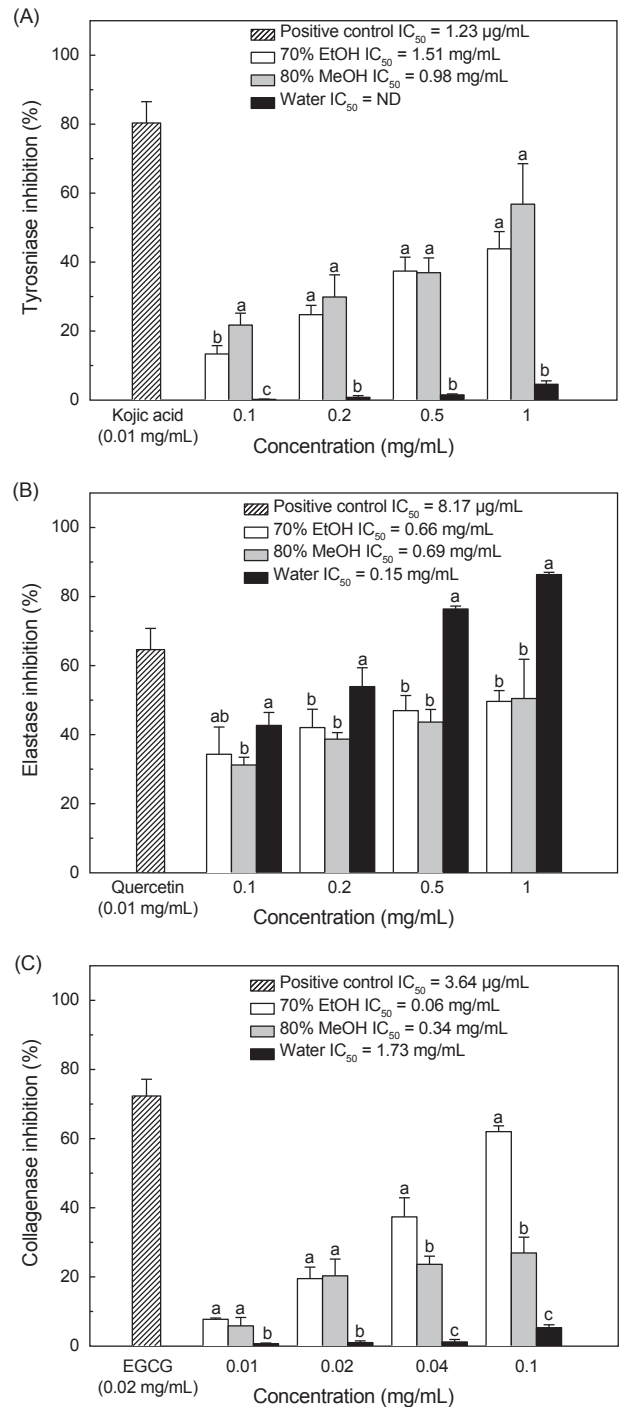 (A)
Positive control IC50 = 1.23 µg/mL
70% EtOH IC50 = 1.51 mg/mL
80% MeOH IC50 = 0.98 mg/mL
Water IC50 = ND
Tyrosniase inhibition (%)
100
80
60
40
20
0
b a c
a a b
a a b
a a b
Kojic acid 0.1 0.2 0.5 1
(0.01 mg/mL) Concentration (mg/mL)
(B)
Positive control IC50 = 8.17 µg/mL
70% EtOH IC50 = 0.66 mg/mL
80% MeOH IC50 = 0.69 mg/mL
Water IC50 = 0.15 mg/mL
Elastase inhibition (%)
100
80
60
40
20
0
ab b a
b b a
b b a
b b a
Quercetin 0.1 0.2 0.5 1
(0.01 mg/mL) Concentration (mg/mL)
(C)
Positive control IC50 = 3.64 µg/mL
70% EtOH IC50 = 0.06 mg/mL
80% MeOH IC50 = 0.34 mg/mL
Water IC50 = 1.73 mg/mL
Collagenase inhibition (%)
100
80
60
40
20
0
a a b
a a b
a b c
a b c
EGCG 0.01 0.02 0.04 0.1
(0.02 mg/mL) Concentration (mg/mL)